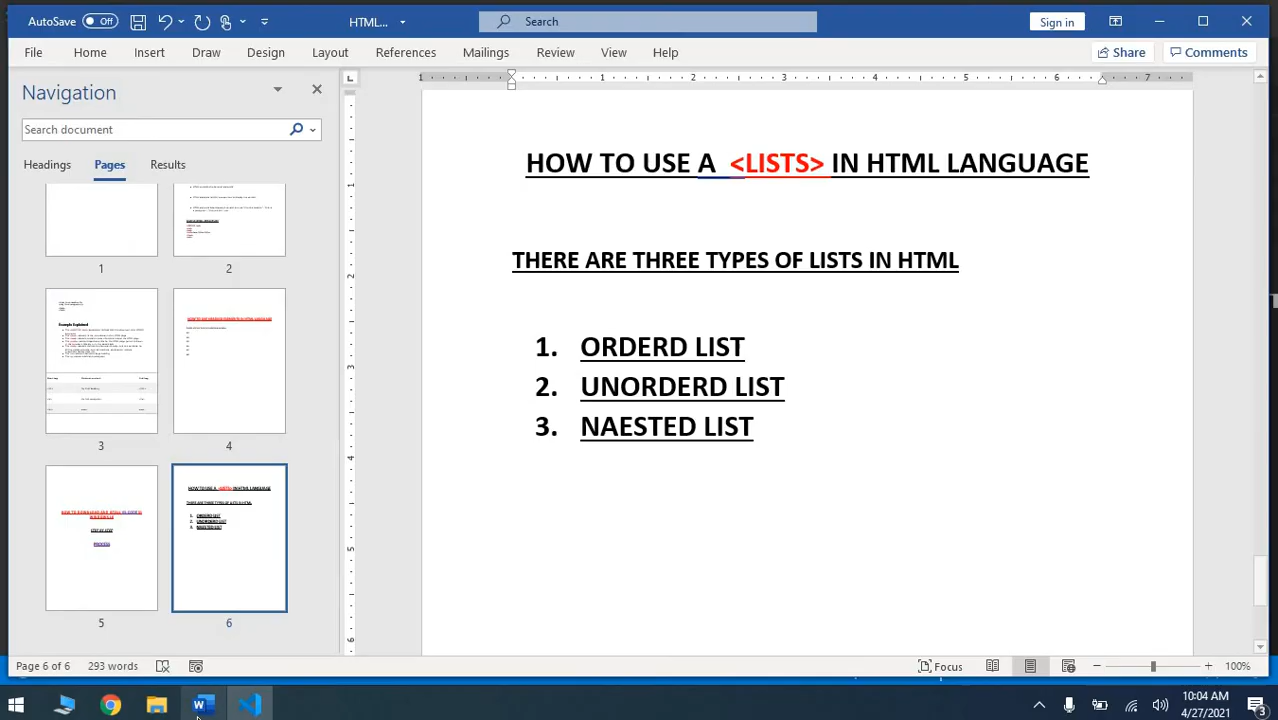 AutoSave Off HTML... Search Sign in
File Home Insert Draw Design Layout References Mailings Review View Help Share Comments
Navigation
Search document
Headings Pages Results
1 2
3 4
5 6
HOW TO USE A <LISTS> IN HTML LANGUAGE
THERE ARE THREE TYPES OF LISTS IN HTML
1. ORDERD LIST
2. UNORDERD LIST
3. NAESTED LIST
Page 6 of 6 293 words Focus 100%
10:04 AM
4/27/2021
3